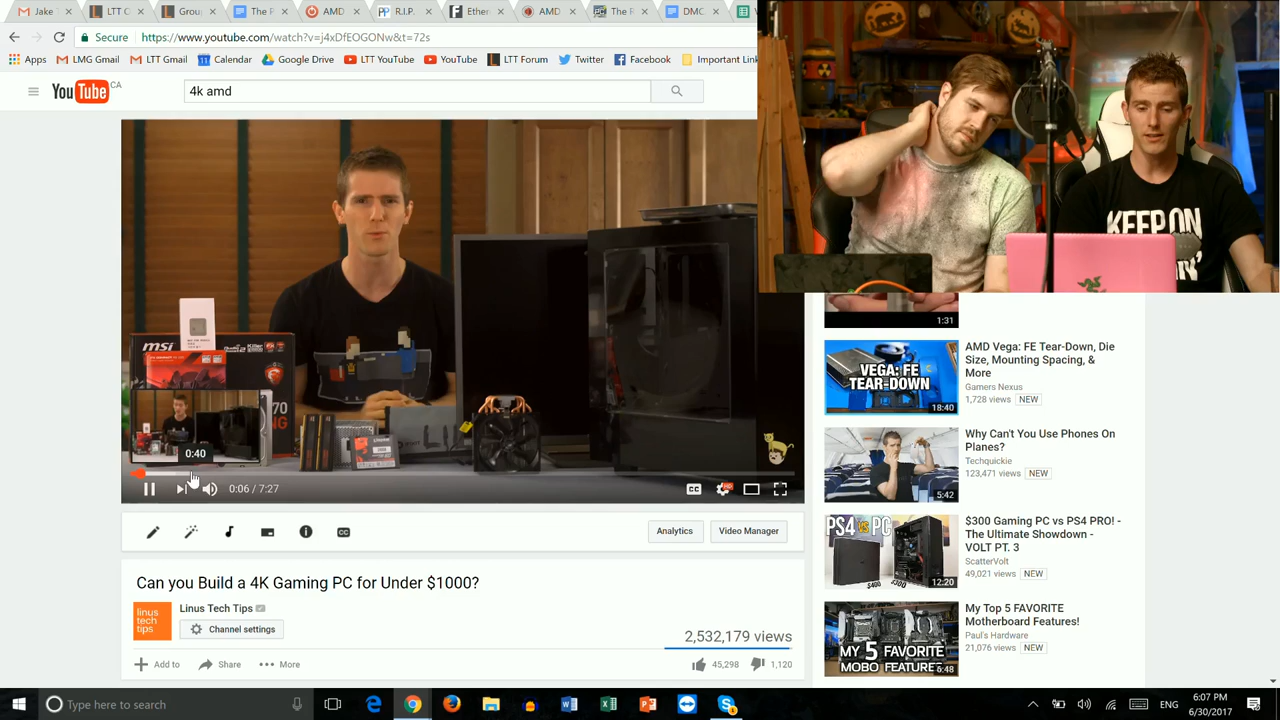 Jake
LTT C
Group
The P
AMD
R.I.P.
Ether
AMD
The R
DMC
Secure
https://www.youtube.com/watch?v=j4xDfEOGONw&t=72s
Apps
LMG Gmail
LTT Gmail
Calendar
Google Drive
LTT YouTube
YouTube
LTT Forum
Twitter
Facebook
Important Link
YouTube CA
4k amd
KEEP ON
msi
0:40
0:06 / 7:27
CC
HD
Analytics
Video Manager
Can you Build a 4K Gaming PC for Under $1000?
linus
tech
tips
Linus Tech Tips
Channel settings
2,532,179 views
Add to
Share
More
45,298
1,120
1:31
VEGA: FE
TEAR-DOWN
18:40
AMD Vega: FE Tear-Down, Die
Size, Mounting Spacing, &
More
Gamers Nexus
1,728 views
NEW
5:42
Why Can't You Use Phones On
Planes?
Techquickie
123,471 views
NEW
PS4 vs PC
$400
$300
12:20
$300 Gaming PC vs PS4 PRO! -
The Ultimate Showdown -
VOLT PT. 3
ScatterVolt
49,021 views
NEW
MY 5 FAVORITE
MOBO FEATURES
6:48
My Top 5 FAVORITE
Motherboard Features!
Paul's Hardware
21,076 views
NEW
Type here to search
ENG
6:07 PM
6/30/2017